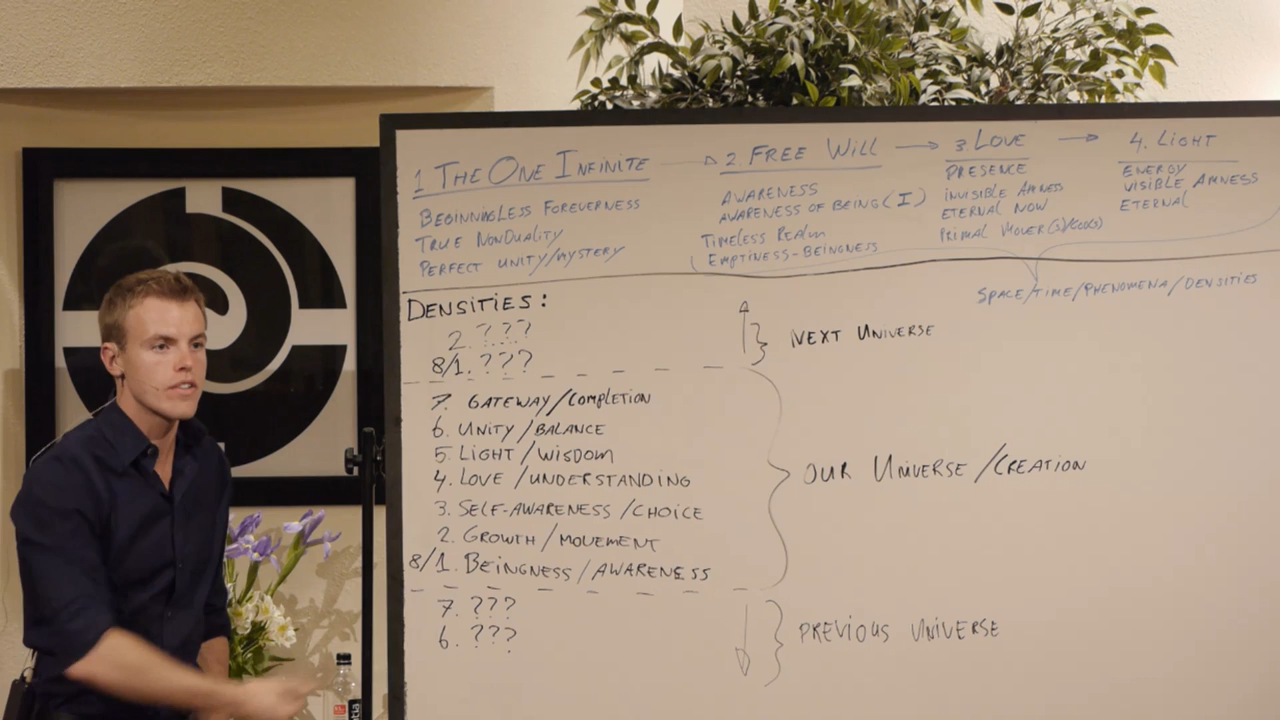 1 THE ONE INFINITE → 2 FREE WILL → 3 LOVE → 4. LIGHT
BEGINNINGLESS FOREVERNESS
TRUE NONDUALITY
PERFECT UNITY/MYSTERY
AWARENESS
AWARENESS OF BEING (I)
TIMELESS REALM
EMPTINESS-BEINGNESS
PRESENCE
INVISIBLE AMNESS
ETERNAL NOW
PRIMAL MOVER(S)/GOD(S)
ENERGY
VISIBLE AMNESS
ETERNAL
SPACE/TIME/PHENOMENA/DENSITIES
DENSITIES:
2. ???
8/1. ???
NEXT UNIVERSE
7. GATEWAY/COMPLETION
6. UNITY/BALANCE
5. LIGHT/WISDOM
4. LOVE/UNDERSTANDING
3. SELF-AWARENESS/CHOICE
2. GROWTH/MOVEMENT
8/1. BEINGNESS/AWARENESS
OUR UNIVERSE/CREATION
7. ???
6. ???
PREVIOUS UNIVERSE